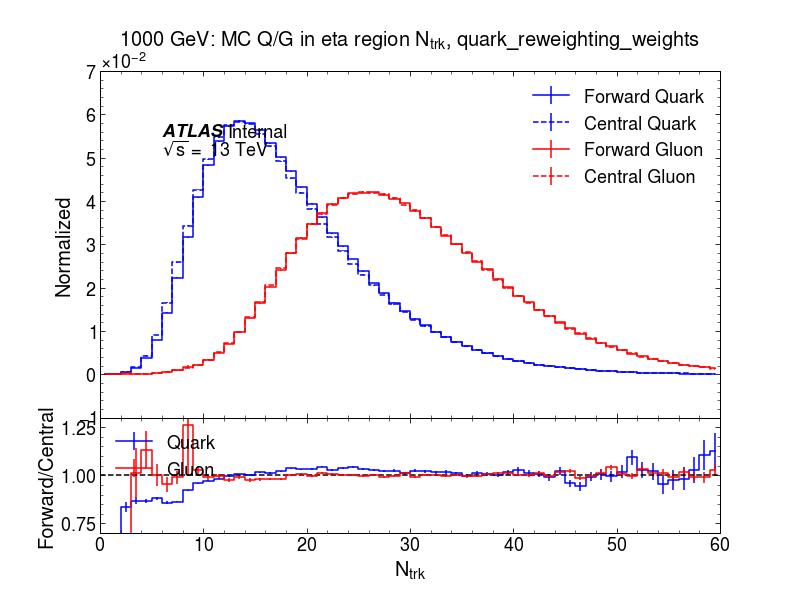 1000 GeV: MC Q/G in eta region N_trk, quark_reweighting_weights
×10⁻²
7
6
5
4
3
2
1
0
−1
Normalized
ATLAS Internal
√s = 13 TeV
Forward Quark
Central Quark
Forward Gluon
Central Gluon
Forward/Central
1.25
1.00
0.75
Quark
Gluon
0 10 20 30 40 50 60
N_trk